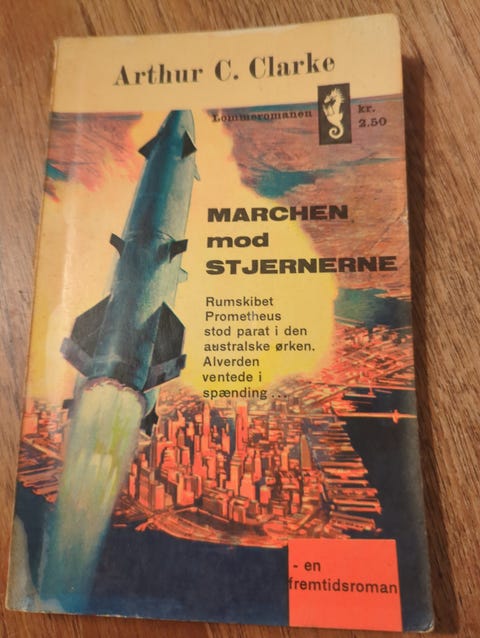 Arthur C. Clarke
Lommeromanen
kr.
2.50
MARCHEN
mod
STJERNERNE
Rumskibet
Prometheus
stod parat i den
australske ørken.
Alverden
ventede i
spænding ...
- en
fremtidsroman